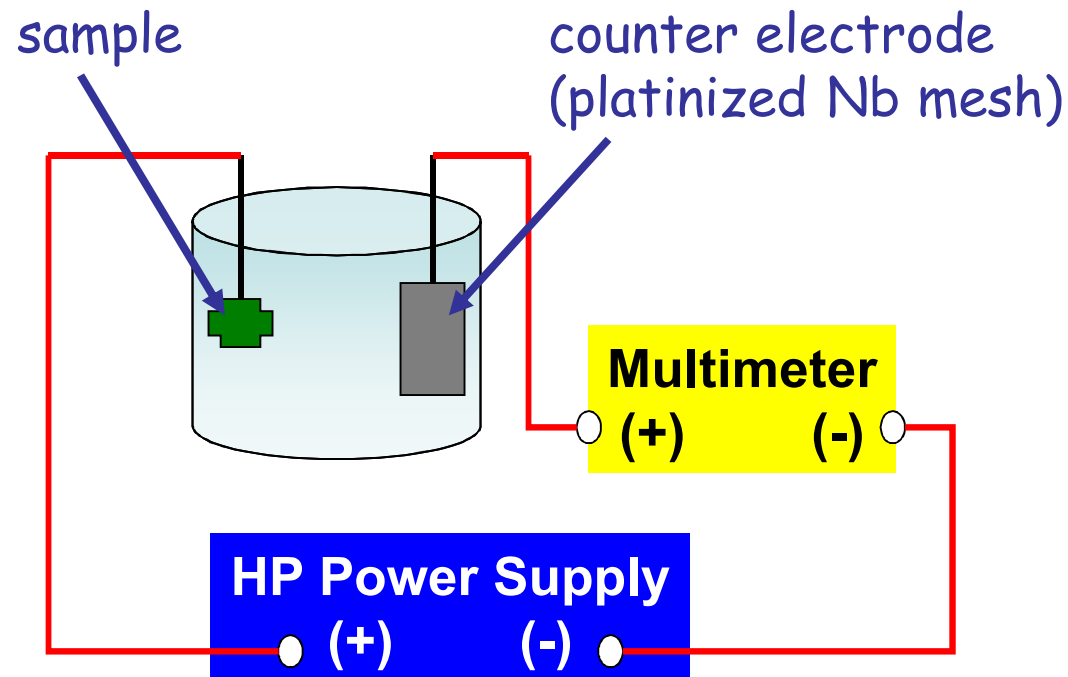 sample
counter electrode
(platinized Nb mesh)
Multimeter
(+) (-)
HP Power Supply
(+) (-)